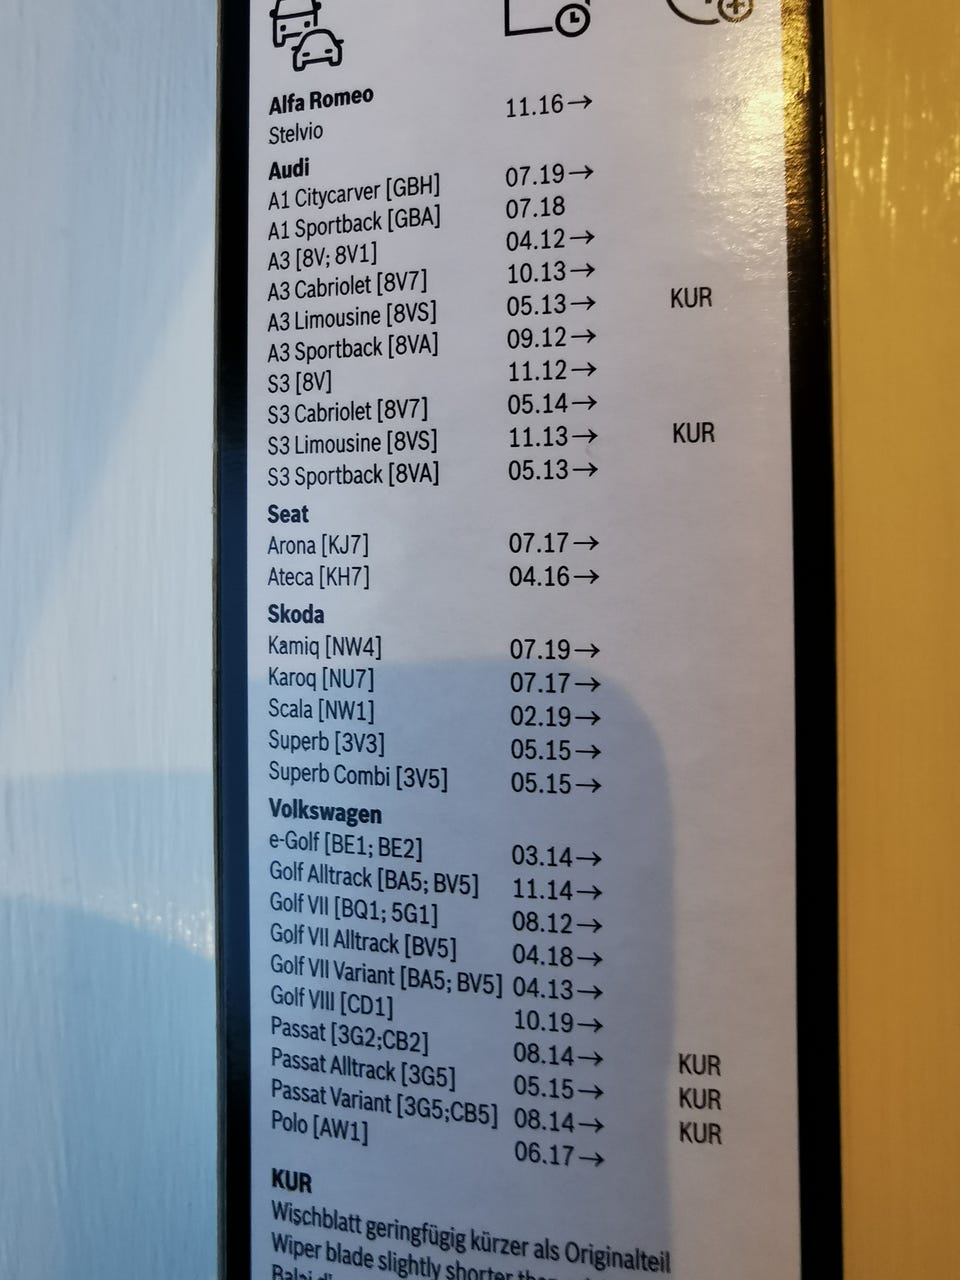 Alfa Romeo
Stelvio 11.16→
Audi
A1 Citycarver [GBH] 07.19→
A1 Sportback [GBA] 07.18
A3 [8V; 8V1] 04.12→
A3 Cabriolet [8V7] 10.13→
A3 Limousine [8VS] 05.13→ KUR
A3 Sportback [8VA] 09.12→
S3 [8V] 11.12→
S3 Cabriolet [8V7] 05.14→
S3 Limousine [8VS] 11.13→ KUR
S3 Sportback [8VA] 05.13→
Seat
Arona [KJ7] 07.17→
Ateca [KH7] 04.16→
Skoda
Kamiq [NW4] 07.19→
Karoq [NU7] 07.17→
Scala [NW1] 02.19→
Superb [3V3] 05.15→
Superb Combi [3V5] 05.15→
Volkswagen
e-Golf [BE1; BE2] 03.14→
Golf Alltrack [BA5; BV5] 11.14→
Golf VII [BQ1; 5G1] 08.12→
Golf VII Alltrack [BV5] 04.18→
Golf VII Variant [BA5; BV5] 04.13→
Golf VIII [CD1] 10.19→
Passat [3G2;CB2] 08.14→ KUR
Passat Alltrack [3G5] 05.15→ KUR
Passat Variant [3G5;CB5] 08.14→ KUR
Polo [AW1] 06.17→
KUR
Wischblatt geringfügig kürzer als Originalteil
Wiper blade slightly shorter